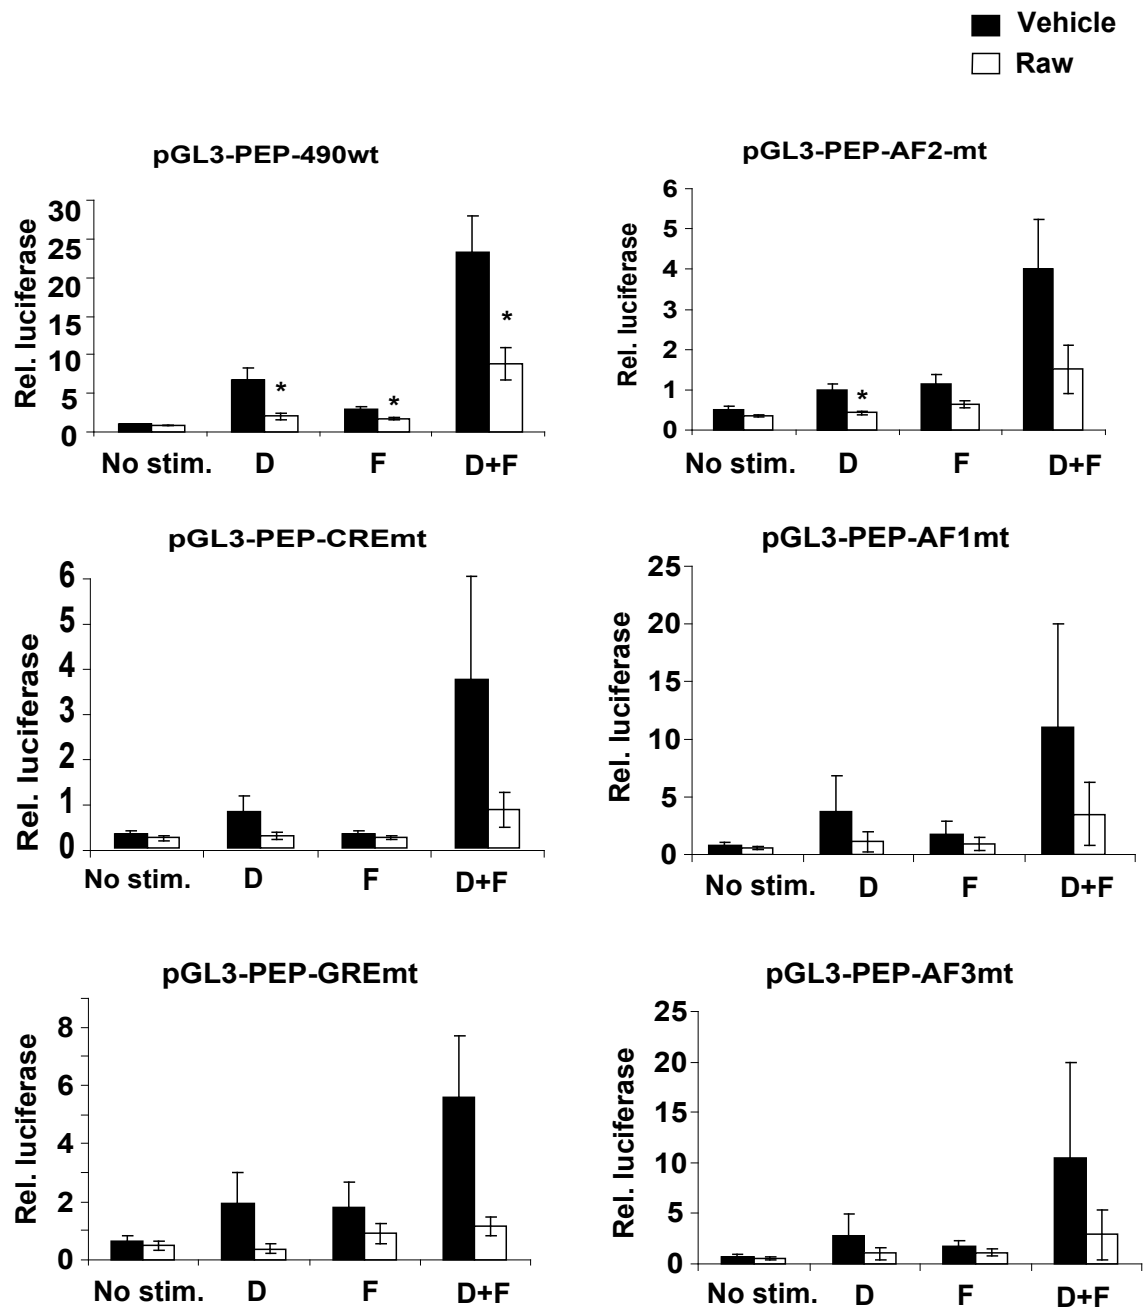 Vehicle
Raw
pGL3-PEP-490wt
Rel. luciferase
30
25
20
15
10
5
0
*
*
*
No stim. D F D+F
pGL3-PEP-AF2-mt
Rel. luciferase
6
5
4
3
2
1
0
*
No stim. D F D+F
pGL3-PEP-CREmt
Rel. luciferase
6
5
4
3
2
1
0
No stim. D F D+F
pGL3-PEP-AF1mt
Rel. luciferase
25
20
15
10
5
0
No stim. D F D+F
pGL3-PEP-GREmt
Rel. luciferase
8
6
4
2
0
No stim. D F D+F
pGL3-PEP-AF3mt
Rel. luciferase
25
20
15
10
5
0
No stim. D F D+F